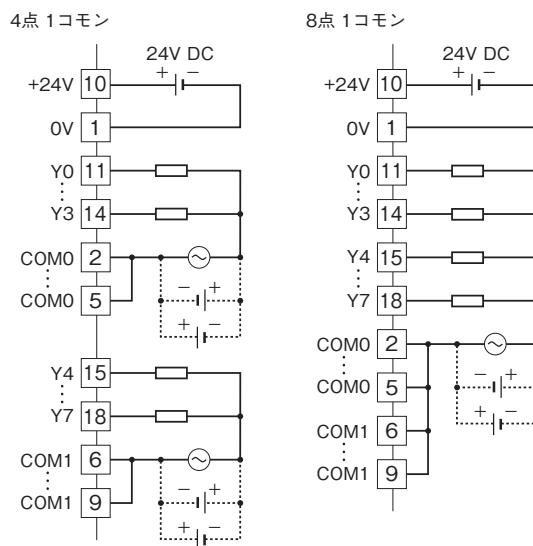 4点 1コモン
24V DC
+ −
+24V 10
0V 1
Y0 11
Y3 14
COM0 2
− +
COM0 5
+ −
Y4 15
Y7 18
COM1 6
− +
COM1 9
+ −
8点 1コモン
24V DC
+ −
+24V 10
0V 1
Y0 11
Y3 14
Y4 15
Y7 18
COM0 2
− +
COM0 5
+ −
COM1 6
COM1 9